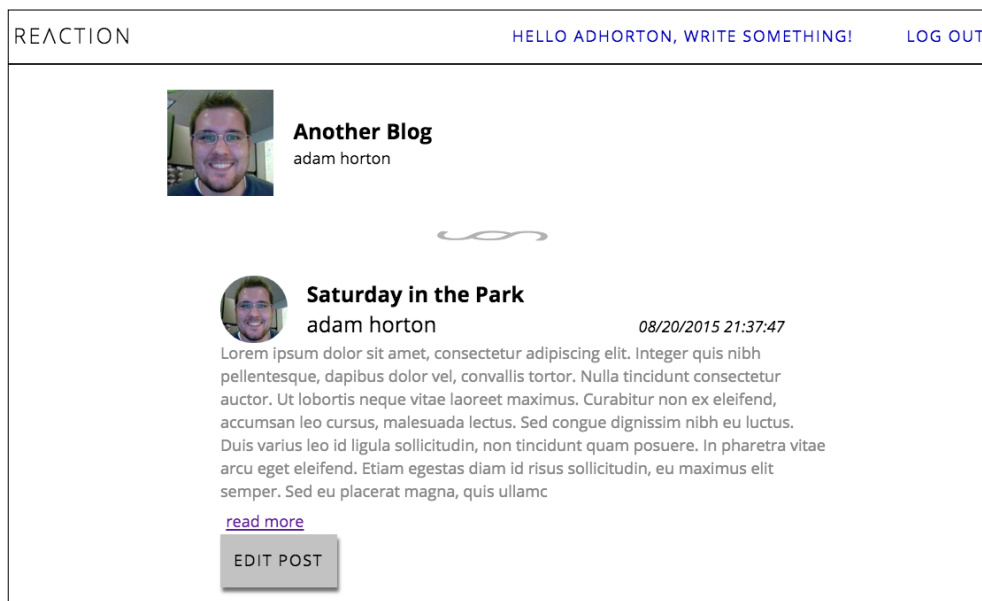 REACTION
HELLO ADHORTON, WRITE SOMETHING!
LOG OUT
Another Blog
adam horton
Saturday in the Park
adam horton
08/20/2015 21:37:47
Lorem ipsum dolor sit amet, consectetur adipiscing elit. Integer quis nibh
pellentesque, dapibus dolor vel, convallis tortor. Nulla tincidunt consectetur
auctor. Ut lobortis neque vitae laoreet maximus. Curabitur non ex eleifend,
accumsan leo cursus, malesuada lectus. Sed congue dignissim nibh eu luctus.
Duis varius leo id ligula sollicitudin, non tincidunt quam posuere. In pharetra vitae
arcu eget eleifend. Etiam egestas diam id risus sollicitudin, eu maximus elit
semper. Sed eu placerat magna, quis ullamc
read more
EDIT POST